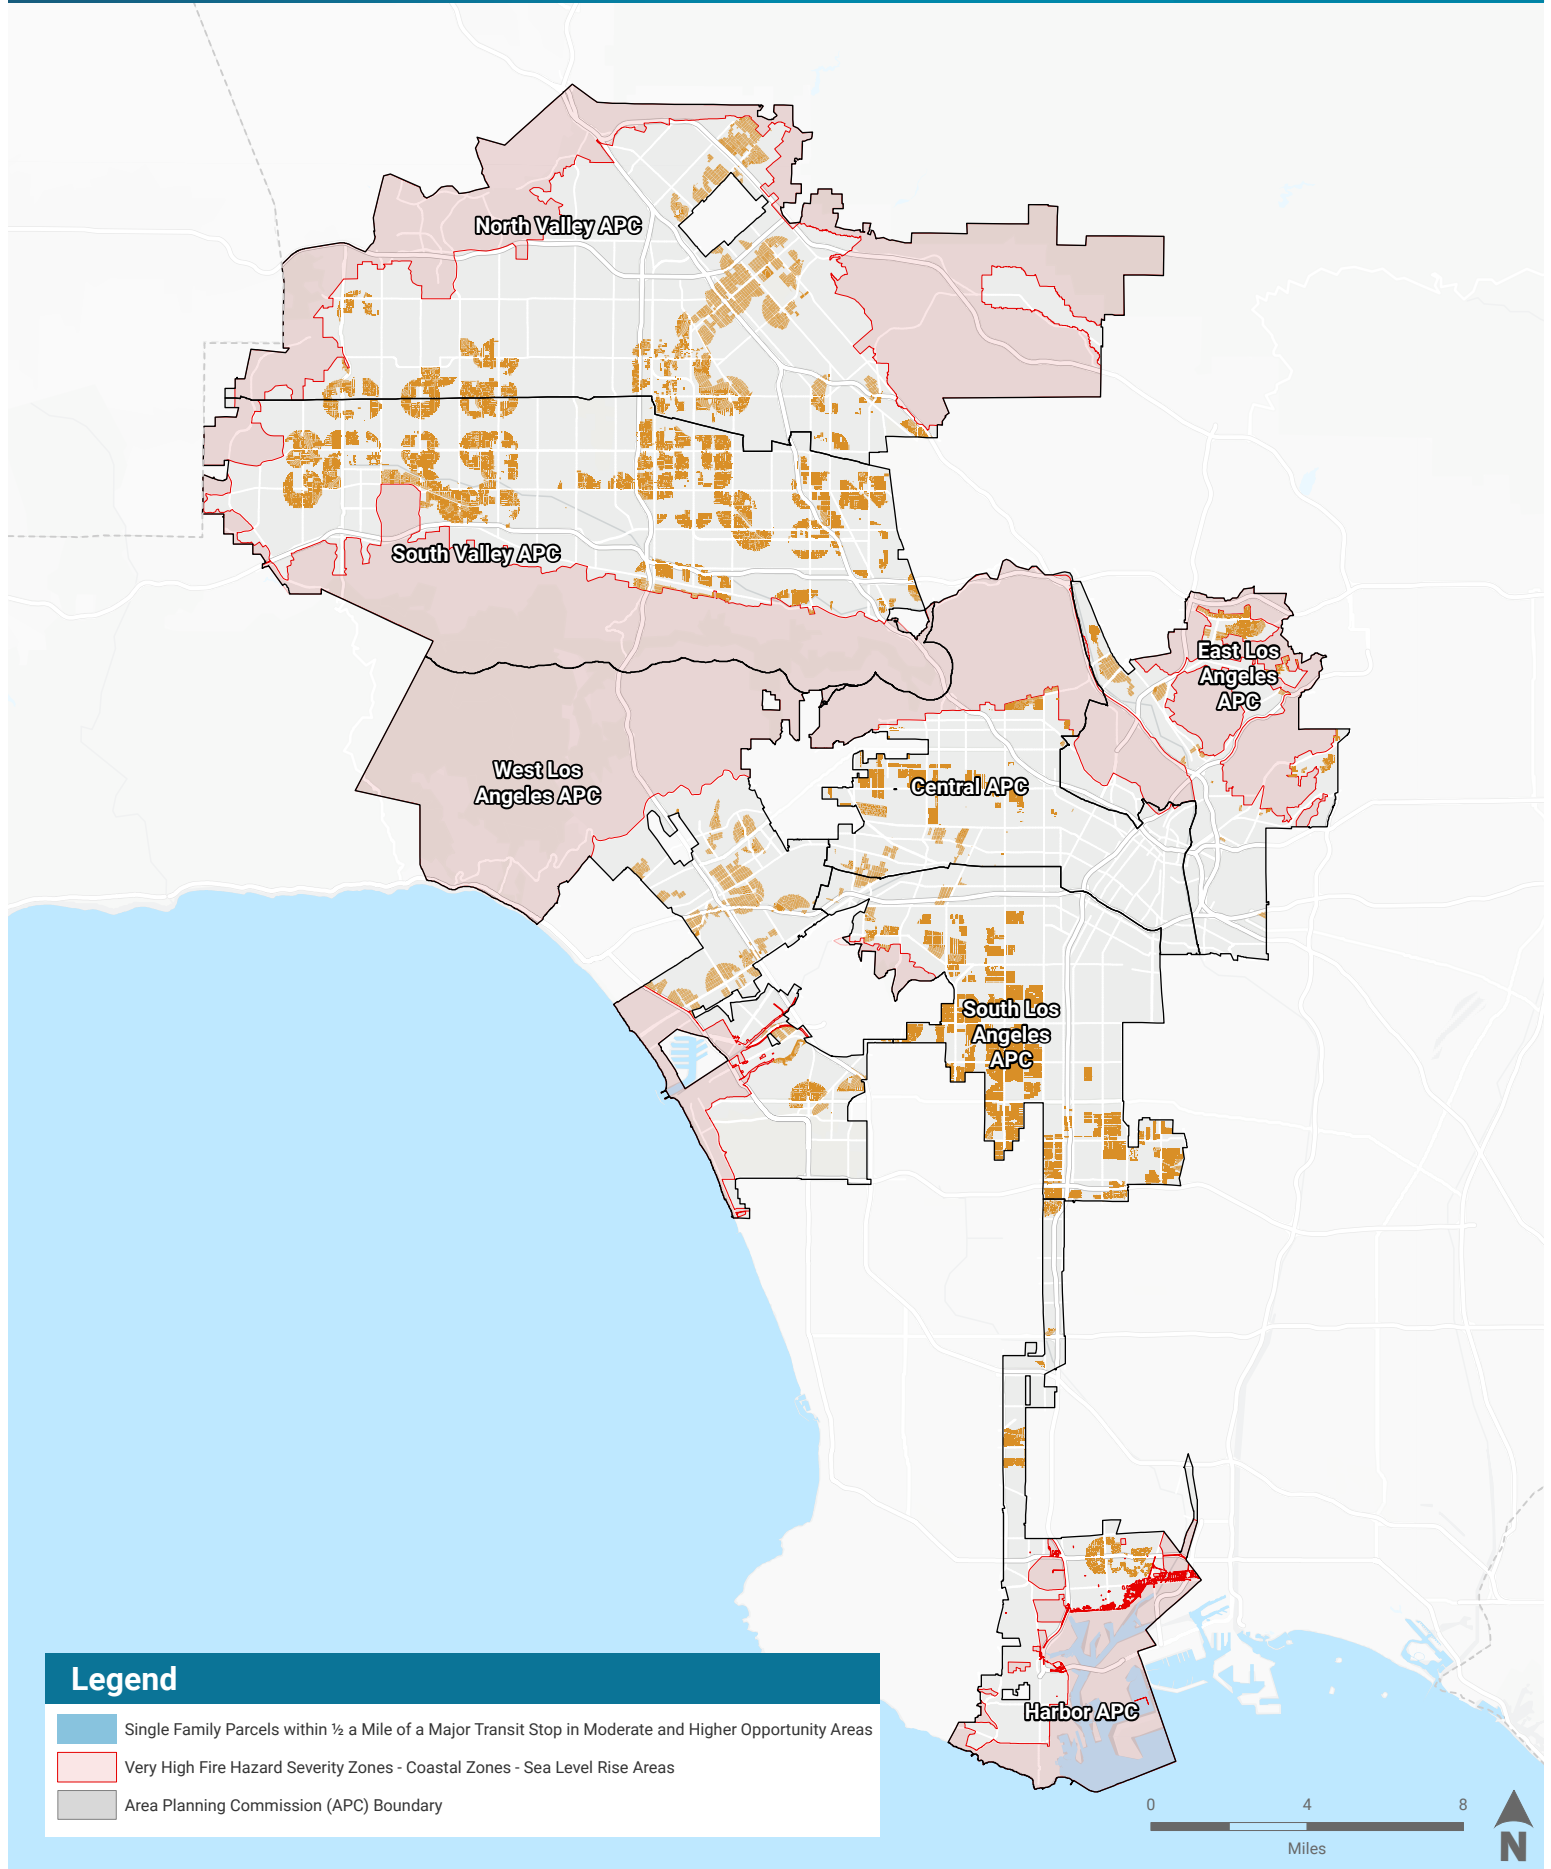 North Valley APC
South Valley APC
East Los
Angeles
APC
West Los
Angeles APC
Central APC
South Los
Angeles
APC
Harbor APC
Legend
Single Family Parcels within ½ a Mile of a Major Transit Stop in Moderate and Higher Opportunity Areas
Very High Fire Hazard Severity Zones - Coastal Zones - Sea Level Rise Areas
Area Planning Commission (APC) Boundary
0 4 8
Miles
N